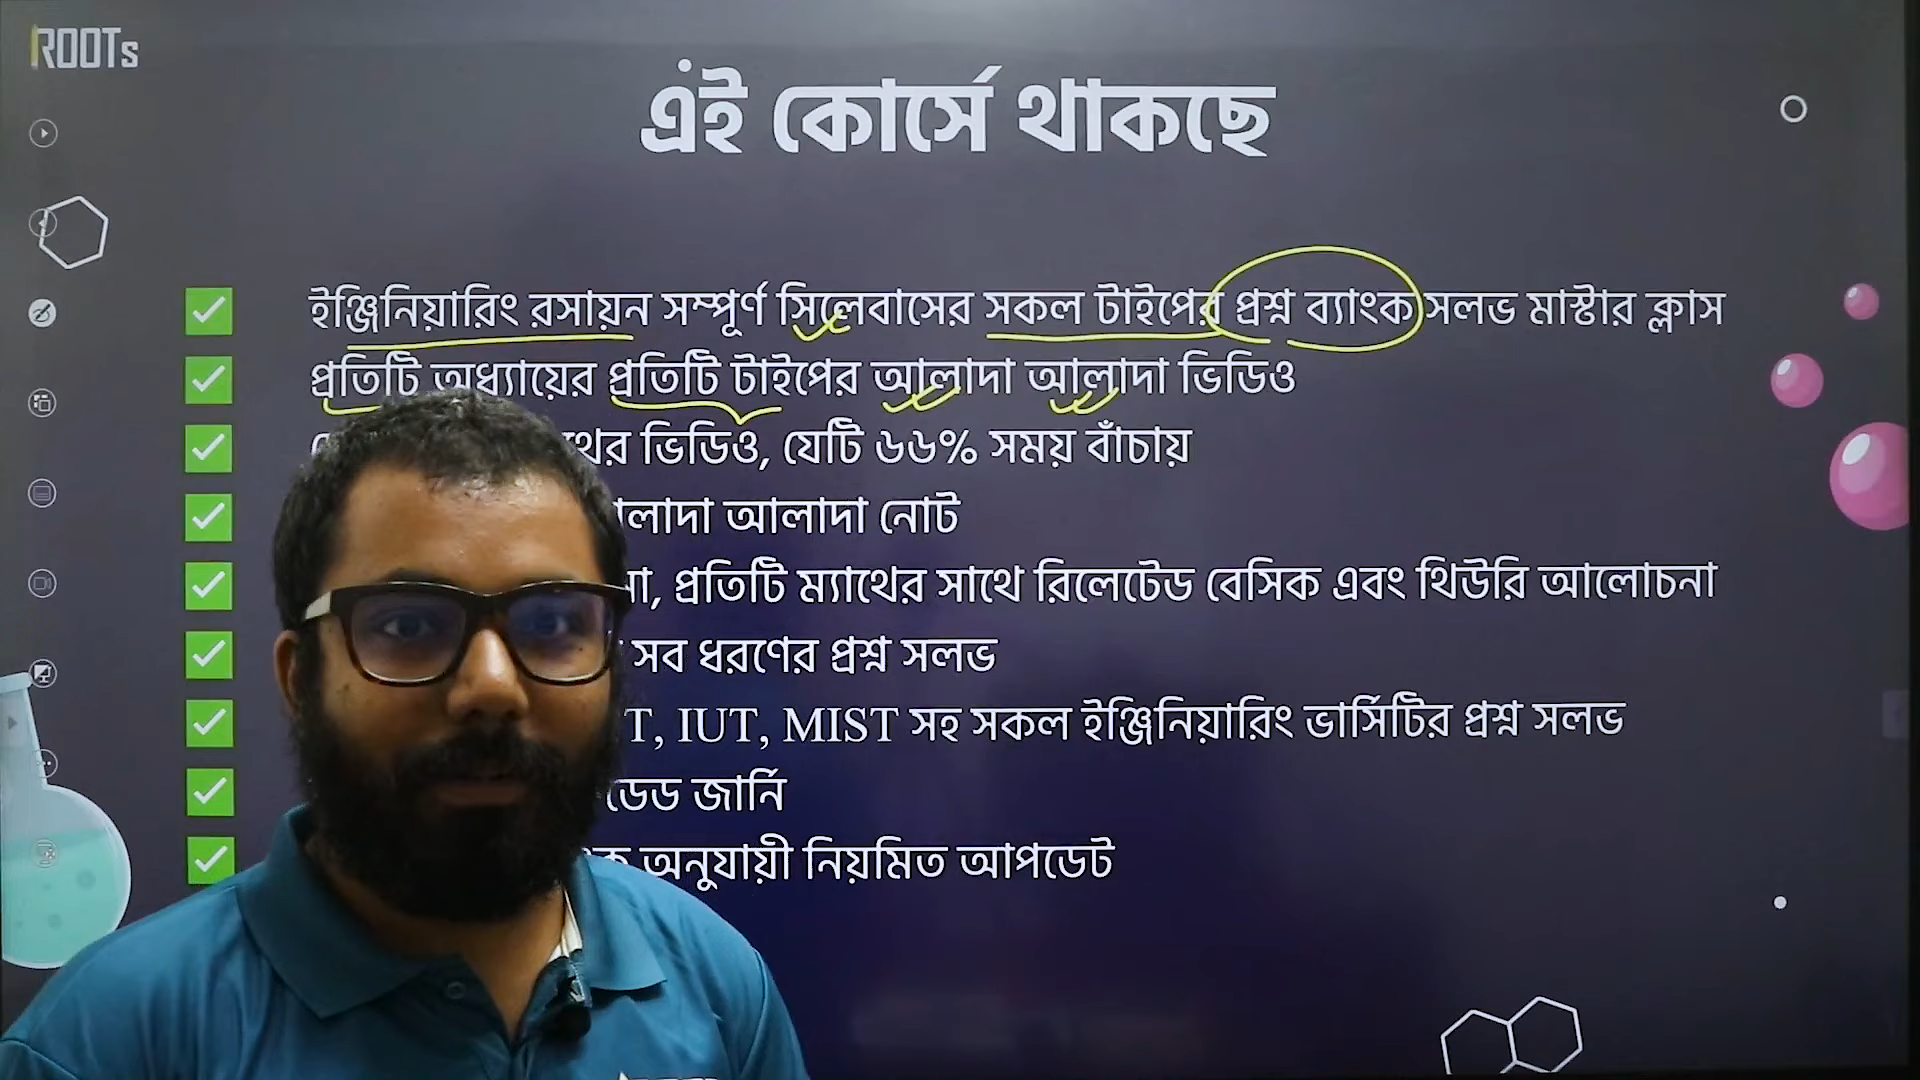 ROOTs
এই কোর্সে থাকছে
ইঞ্জিনিয়ারিং রসায়ন সম্পূর্ণ সিলেবাসের সকল টাইপের প্রশ্ন ব্যাংক সলভ মাস্টার ক্লাস
প্রতিটি অধ্যায়ের প্রতিটি টাইপের আলাদা আলাদা ভিডিও
ভিডিও, যেটি ৬৬% সময় বাঁচায়
আলাদা নোট
প্রতিটি ম্যাথের সাথে রিলেটেড বেসিক এবং থিউরি আলোচনা
সব ধরণের প্রশ্ন সলভ
IUT, MIST সহ সকল ইঞ্জিনিয়ারিং ভার্সিটির প্রশ্ন সলভ
জার্নি
অনুযায়ী নিয়মিত আপডেট